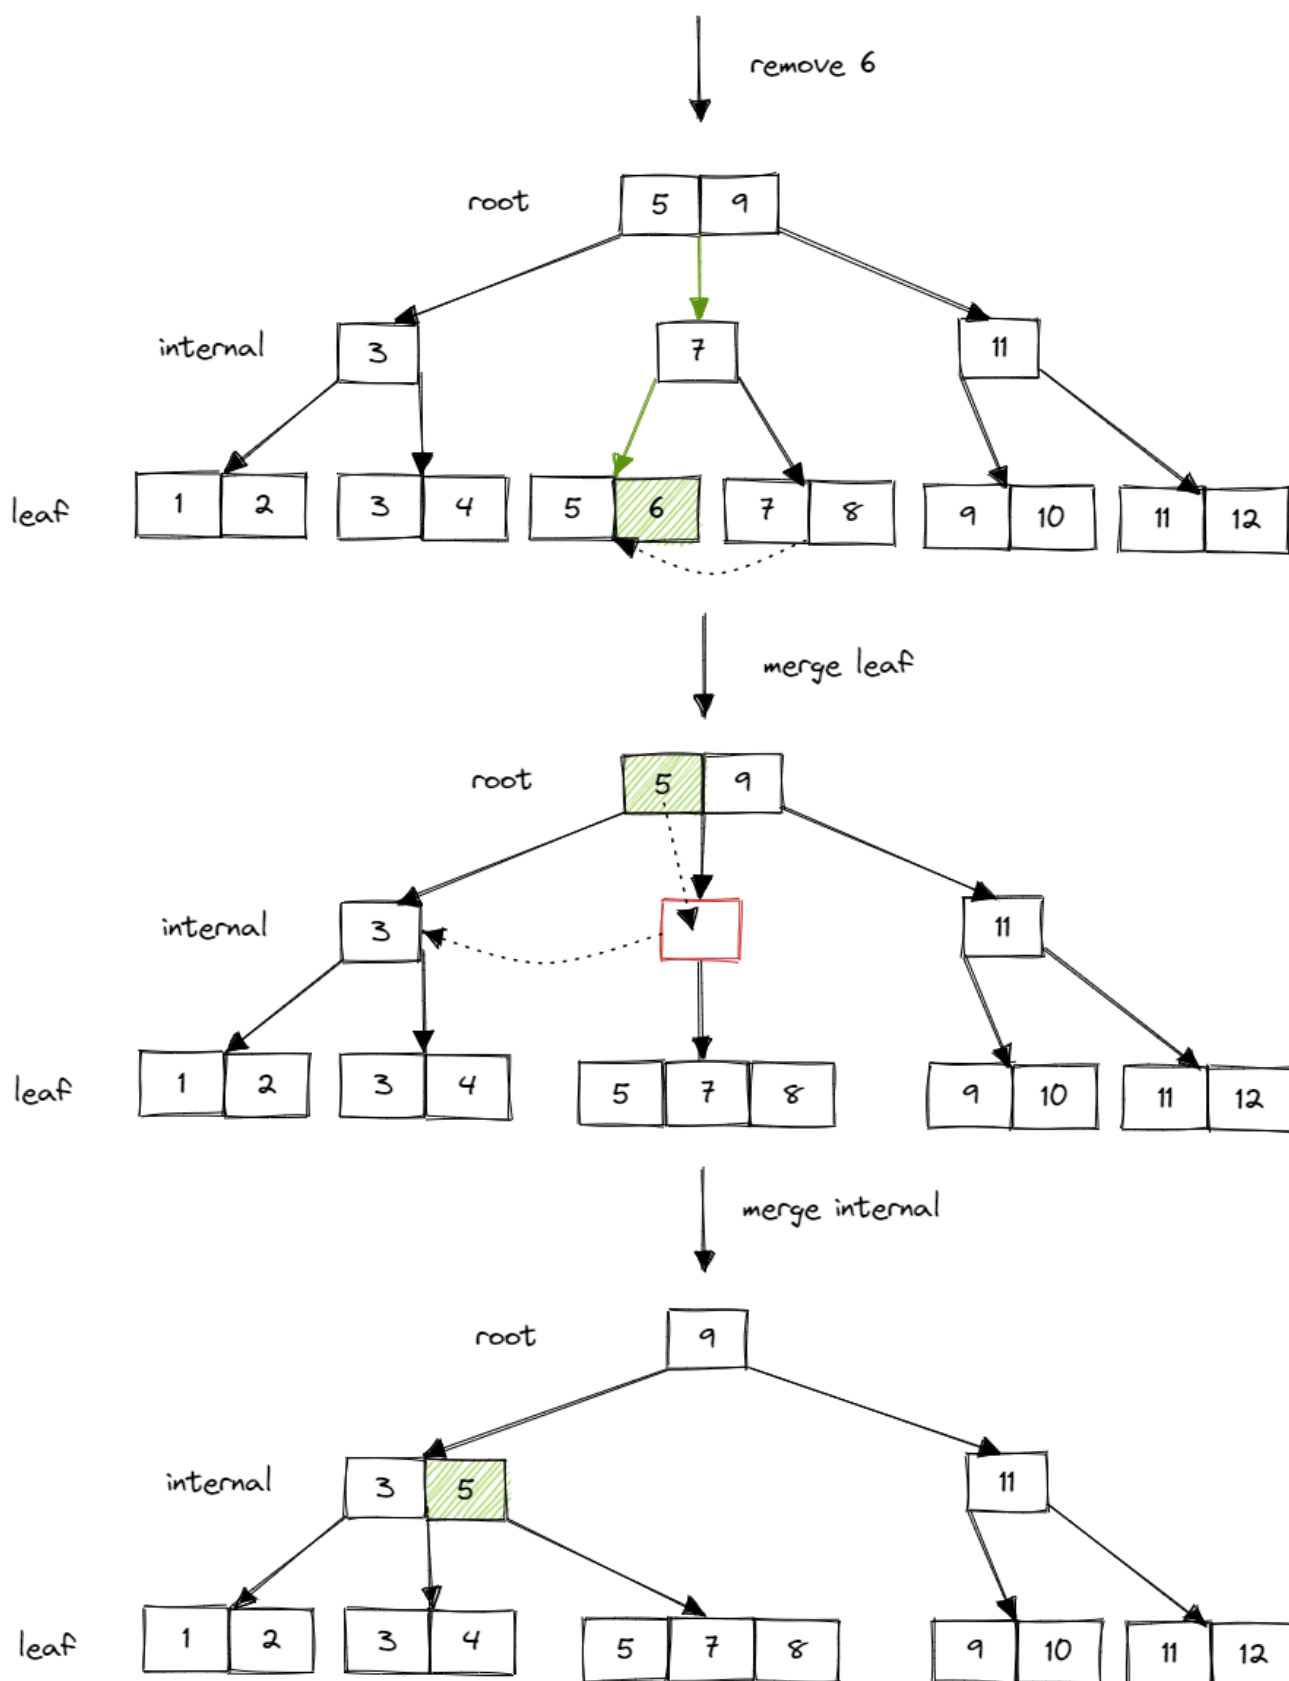 remove 6
root 5 9
internal 3 7 11
leaf 1 2 3 4 5 6 7 8 9 10 11 12
merge leaf
root 5 9
internal 3 11
leaf 1 2 3 4 5 7 8 9 10 11 12
merge internal
root 9
internal 3 5 11
leaf 1 2 3 4 5 7 8 9 10 11 12